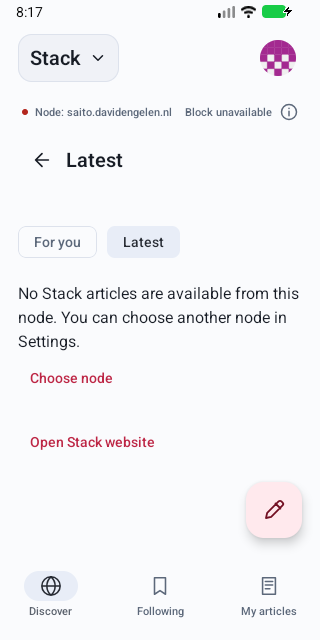 8:17
Stack
Node: saito.davidengelen.nl Block unavailable
Latest
For you Latest
No Stack articles are available from this
node. You can choose another node in
Settings.
Choose node
Open Stack website
Discover Following My articles